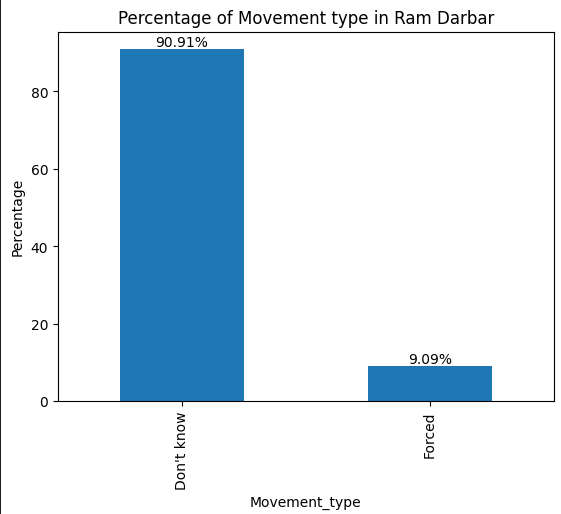 Percentage of Movement type in Ram Darbar
90.91%
80
60
40
20
0
Percentage
9.09%
Don't know
Forced
Movement_type